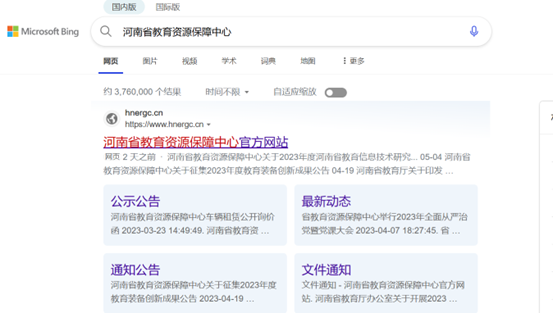 国内版 国际版
Microsoft Bing
河南省教育资源保障中心
网页 图片 视频 学术 词典 地图 更多
约 3,760,000 个结果 时间不限 自适应缩放
hnergc.cn
https://www.hnergc.cn
河南省教育资源保障中心官方网站
网页 2 天之前 · 河南省教育资源保障中心关于2023年度河南省教育信息技术研究... 05-04 河南省
教育资源保障中心关于征集2023年度教育装备创新成果公告 04-19 河南省教育厅关于印发 ...
公示公告
河南省教育资源保障中心车辆租赁公开询价
函 2023-03-23 14:49:49. 河南省教育资 ...
最新动态
省教育资源保障中心举行2023年全面从严治
党暨党课大会 2023-04-07 18:27:45. 省 ...
通知公告
河南省教育资源保障中心关于征集2023年度
教育装备创新成果公告 2023-04-19 ...
文件通知
文件通知 - 河南省教育资源保障中心官方网
站. 河南省教育厅办公室关于开展2023 ...